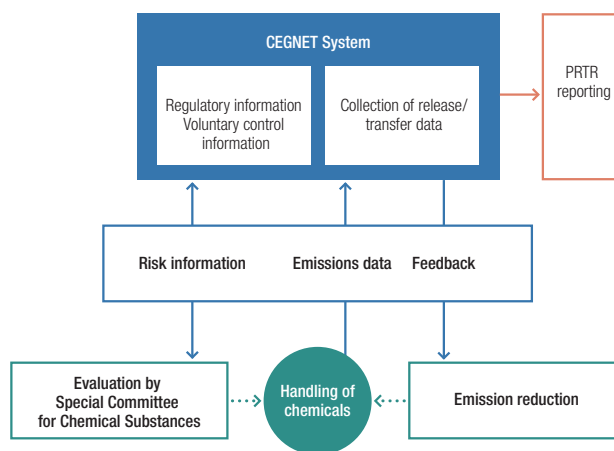 CEGNET System
Regulatory information
Voluntary control
information
Collection of release/
transfer data
PRTR
reporting
Risk information
Emissions data
Feedback
Evaluation by
Special Committee
for Chemical Substances
Handling of
chemicals
Emission reduction